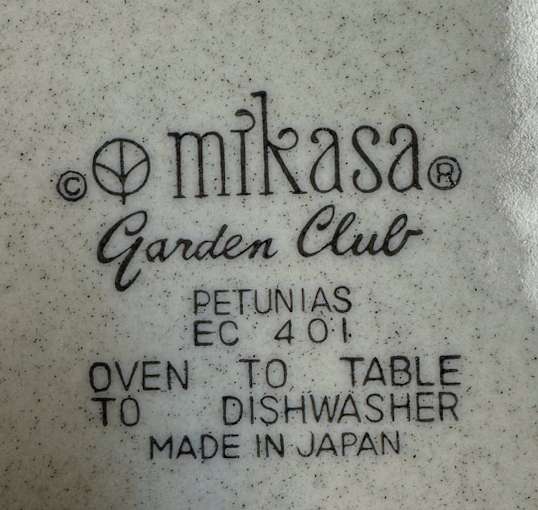 © mikasa ®
Garden Club
PETUNIAS
EC 401
OVEN TO TABLE
TO DISHWASHER
MADE IN JAPAN